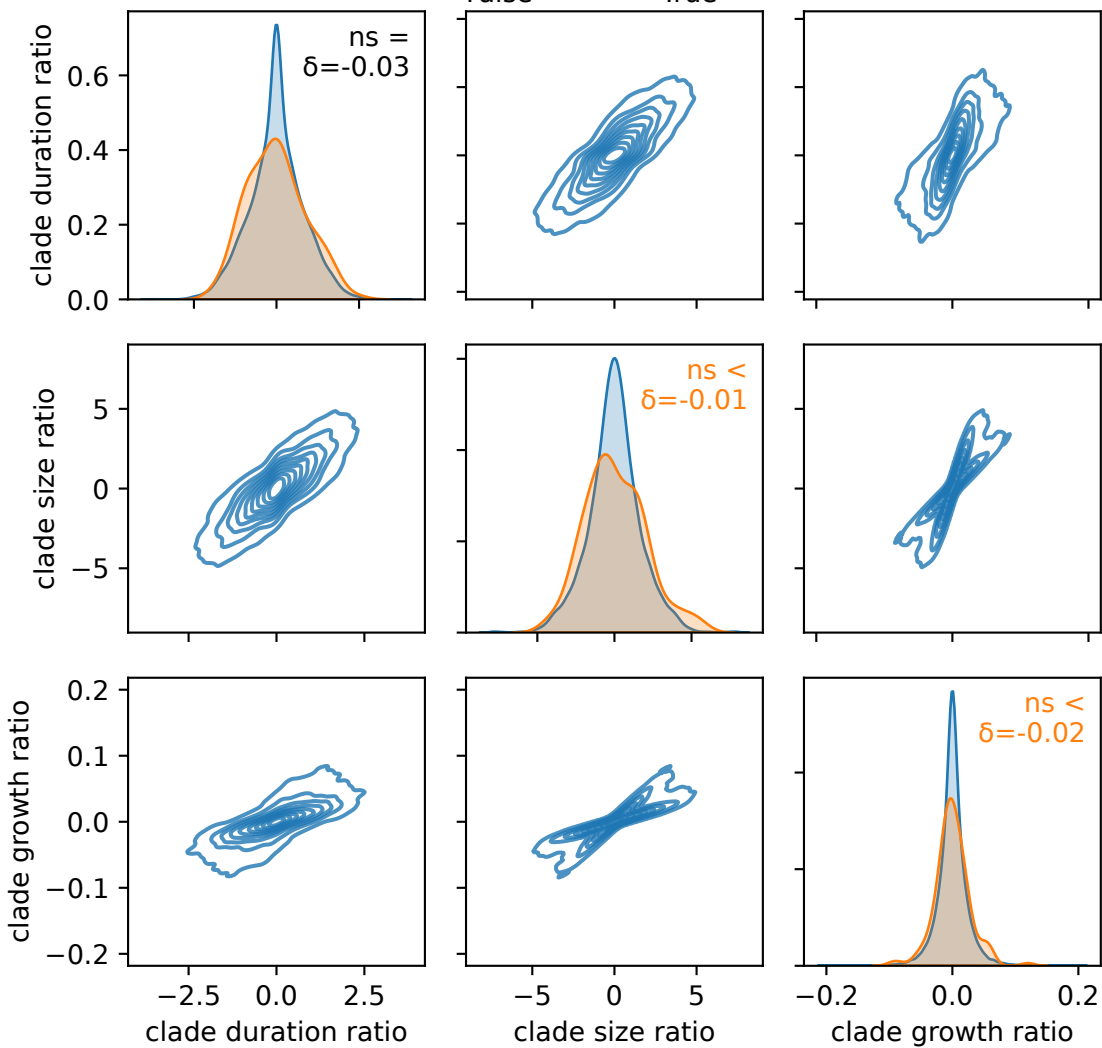 clade duration ratio
0.6
0.4
0.2
0.0
ns =
δ=-0.03
clade size ratio
5
0
−5
ns <
δ=-0.01
clade growth ratio
0.2
0.1
0.0
−0.1
−0.2
ns <
δ=-0.02
−2.5 0.0 2.5
−5 0 5
−0.2 0.0 0.2
clade duration ratio
clade size ratio
clade growth ratio